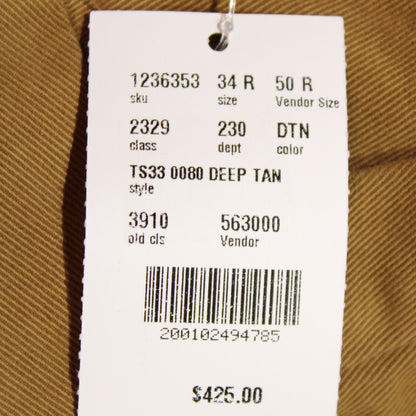 1236353 34 R 50 R
sku size Vendor Size
2329 230 DTN
class dept color
TS33 0080 DEEP TAN
style
3910 563000
old cls Vendor
200102494785
$425.00